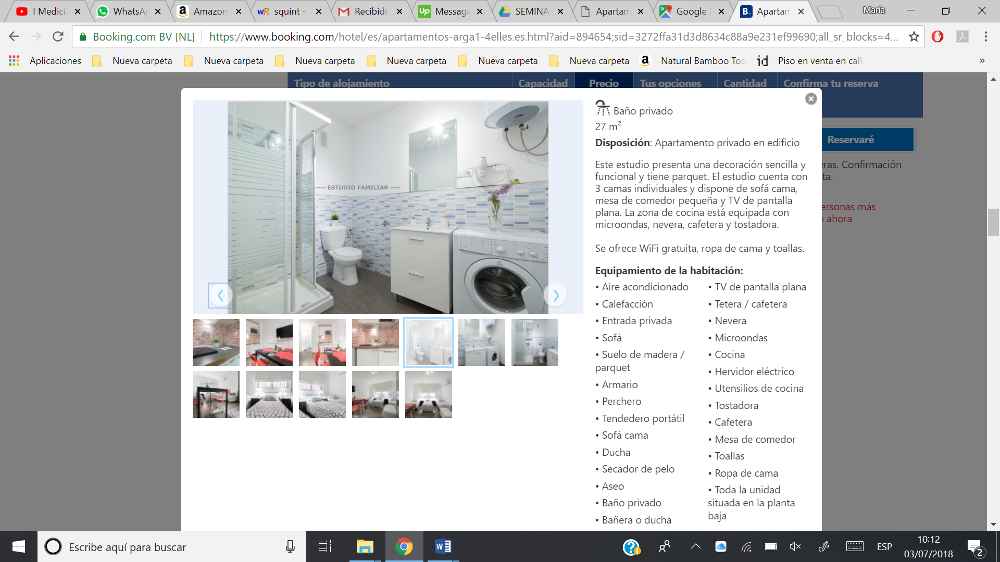 I Medici
WhatsAp
Amazon
squint -
Recibido
Message
SEMINA
Apartam
Google
Apartam
María
Booking.com BV [NL]
https://www.booking.com/hotel/es/apartamentos-arga1-4elles.es.html?aid=894654;sid=3272ffa31d3d8634c88a9e231ef99690;all_sr_blocks=4...
Aplicaciones
Nueva carpeta
Nueva carpeta
Nueva carpeta
Nueva carpeta
Nueva carpeta
Nueva carpeta
Natural Bamboo Too
Piso en venta en calle
»
Tipo de alojamiento
Capacidad
Precio
Tus opciones
Cantidad
Confirma tu reserva
---- ESTUDIO FAMILIAR ----
Baño privado
27 m²
Disposición: Apartamento privado en edificio
Este estudio presenta una decoración sencilla y
funcional y tiene parquet. El estudio cuenta con
3 camas individuales y dispone de sofá cama,
mesa de comedor pequeña y TV de pantalla
plana. La zona de cocina está equipada con
microondas, nevera, cafetera y tostadora.
Se ofrece WiFi gratuita, ropa de cama y toallas.
Equipamiento de la habitación:
• Aire acondicionado
• Calefacción
• Entrada privada
• Sofá
• Suelo de madera /
parquet
• Armario
• Perchero
• Tendedero portátil
• Sofá cama
• Ducha
• Secador de pelo
• Aseo
• Baño privado
• Bañera o ducha
• TV de pantalla plana
• Tetera / cafetera
• Nevera
• Microondas
• Cocina
• Hervidor eléctrico
• Utensilios de cocina
• Tostadora
• Cafetera
• Mesa de comedor
• Toallas
• Ropa de cama
• Toda la unidad
situada en la planta
baja
Reservaré
eras. Confirmación
ta.
ersonas más
o ahora
Escribe aquí para buscar
ESP
10:12
03/07/2018
2